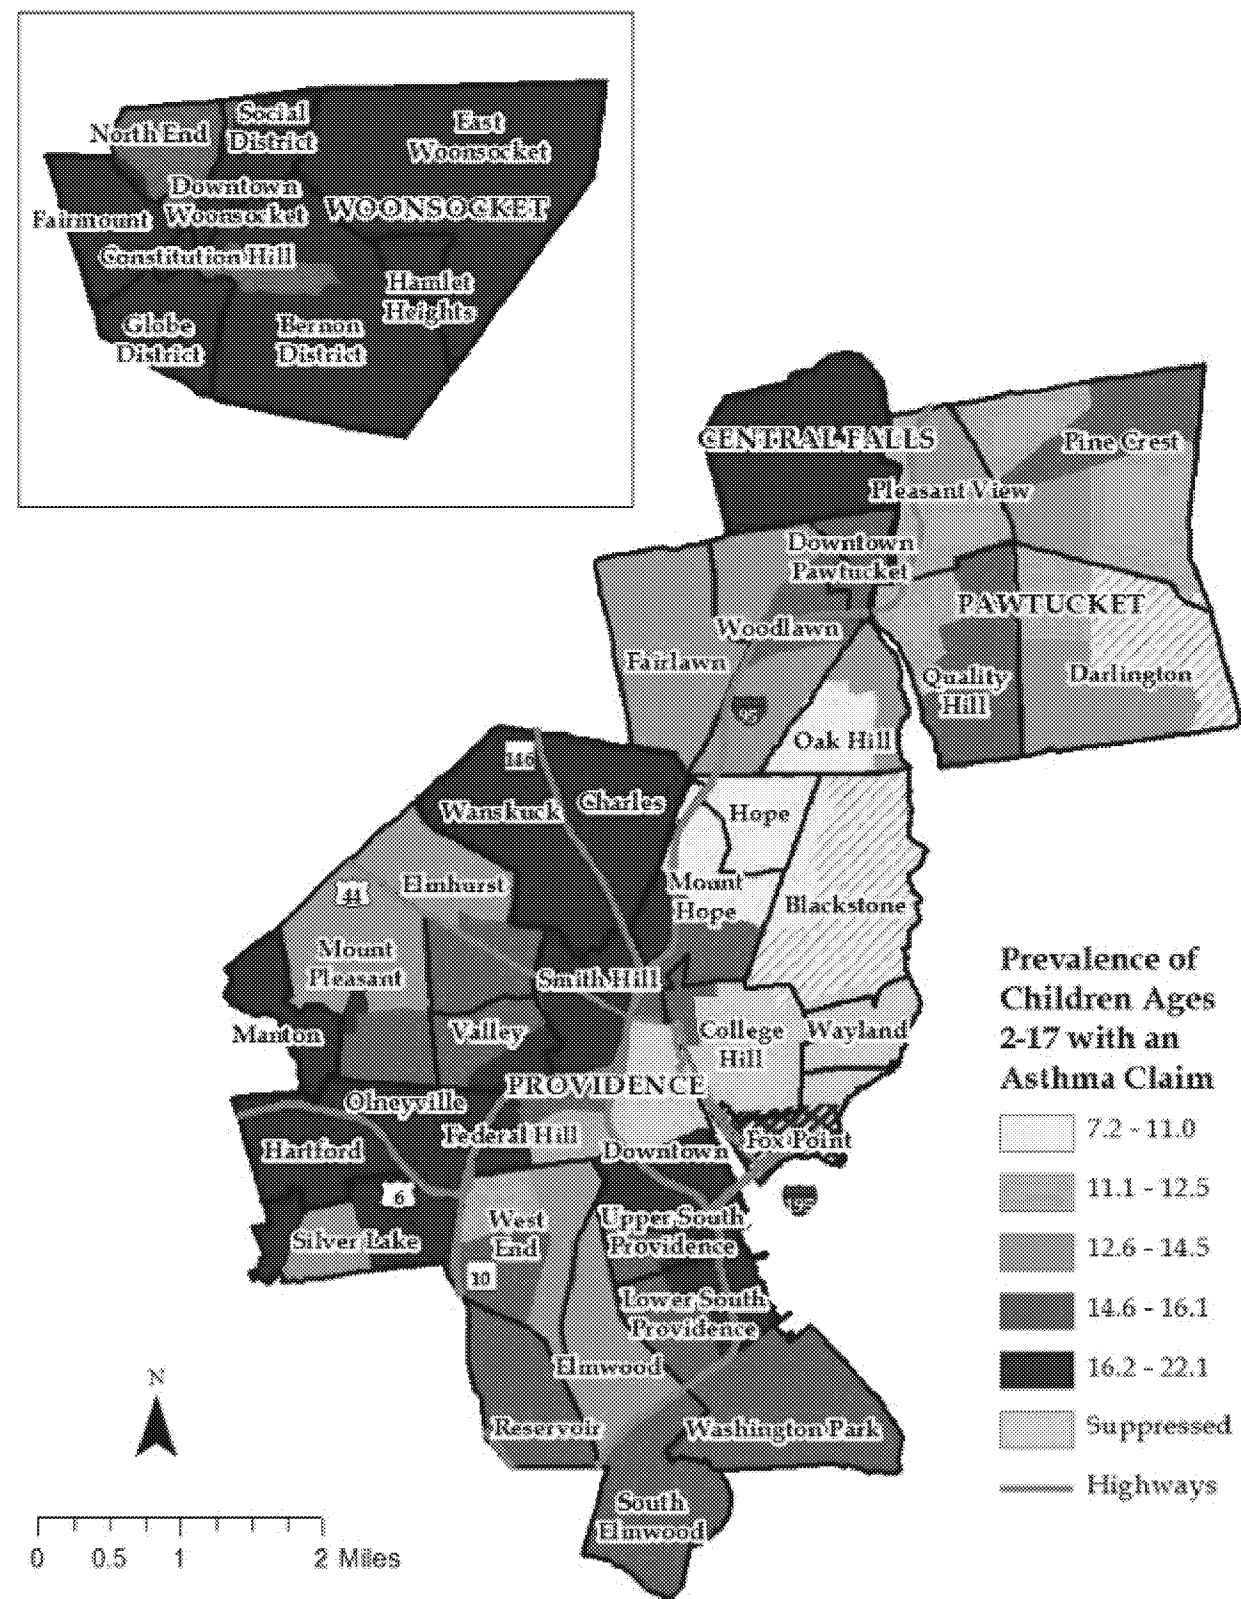 Social
District
East
Woonsocket
North End
Downtown
Woonsocket
WOONSOCKET
Fairmount
Constitution Hill
Hamlet
Heights
Globe
District
Bernon
District
CENTRAL FALLS
Pine Crest
Pleasant View
Downtown
Pawtucket
PAWTUCKET
Woodlawn
Fairlawn
Quality
Hill
Darlington
95
Oak Hill
146
Wanskuck
Charles
Hope
Elmhurst
44
Mount
Hope
Blackstone
Mount
Pleasant
Smith Hill
Manton
Valley
College
Hill
Wayland
PROVIDENCE
Olneyville
Federal Hill
Hartford
Downtown
Fox Point
6
195
Silver Lake
West
End
Upper South
Providence
10
Lower South
Providence
Elmwood
Reservoir
Washington Park
South
Elmwood
Prevalence of
Children Ages
2-17 with an
Asthma Claim
7.2 - 11.0
11.1 - 12.5
12.6 - 14.5
14.6 - 16.1
16.2 - 22.1
Suppressed
Highways
N
0 0.5 1 2 Miles